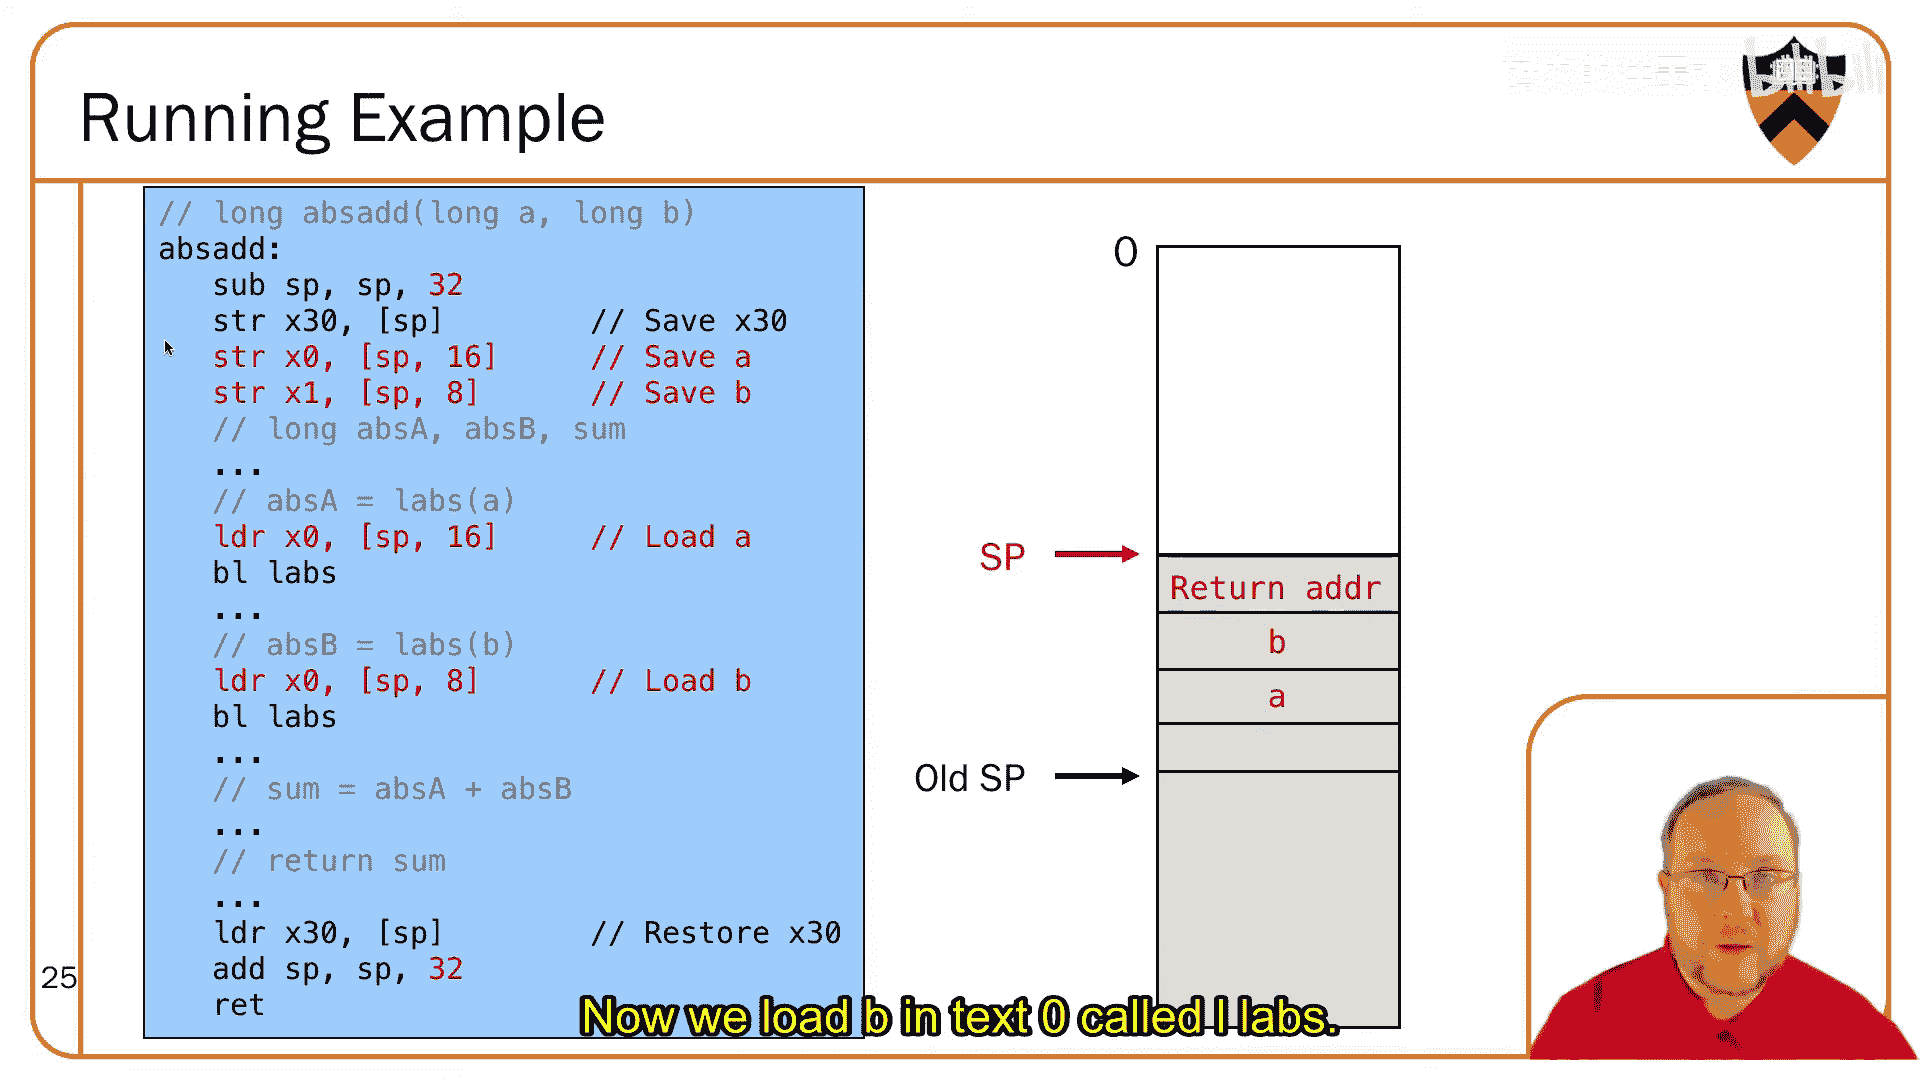 Running Example
// long absadd(long a, long b)
absadd:
sub sp, sp, 32
str x30, [sp] // Save x30
str x0, [sp, 16] // Save a
str x1, [sp, 8] // Save b
// long absA, absB, sum
...
// absA = labs(a)
ldr x0, [sp, 16] // Load a
bl labs
...
// absB = labs(b)
ldr x0, [sp, 8] // Load b
bl labs
...
// sum = absA + absB
...
// return sum
...
ldr x30, [sp] // Restore x30
add sp, sp, 32
ret
0
SP
Return addr
b
a
Old SP
25
Now we load b in text 0 called l labs.